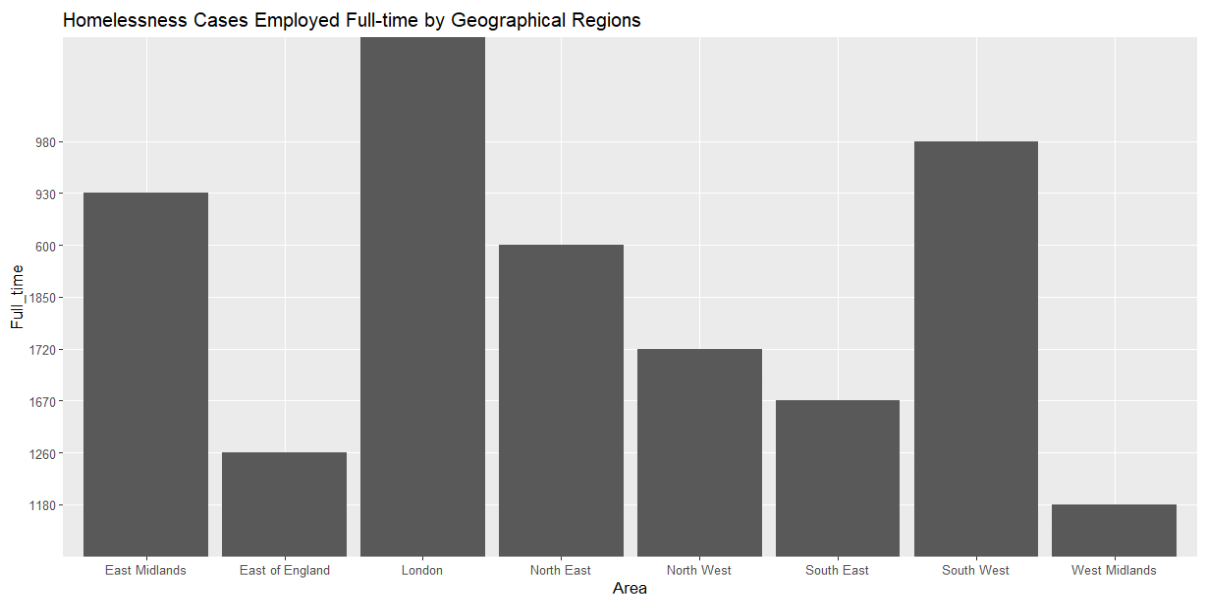 Homelessness Cases Employed Full-time by Geographical Regions
980
930
600
1850
1720
1670
1260
1180
Full_time
East Midlands East of England London North East North West South East South West West Midlands
Area